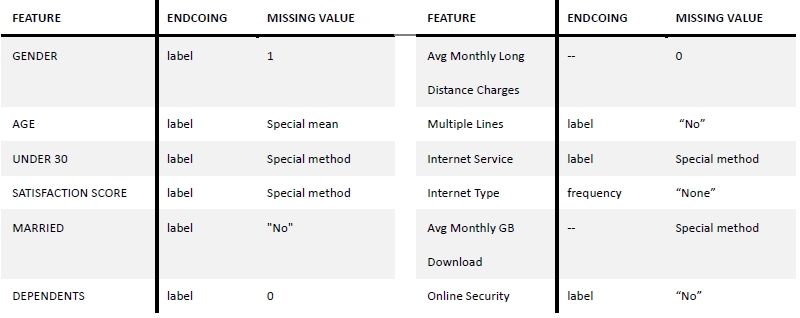 FEATURE ENDCOING MISSING VALUE
GENDER label 1
AGE label Special mean
UNDER 30 label Special method
SATISFACTION SCORE label Special method
MARRIED label "No"
DEPENDENTS label 0
FEATURE ENDCOING MISSING VALUE
Avg Monthly Long -- 0
Distance Charges
Multiple Lines label “No”
Internet Service label Special method
Internet Type frequency “None”
Avg Monthly GB -- Special method
Download
Online Security label “No”